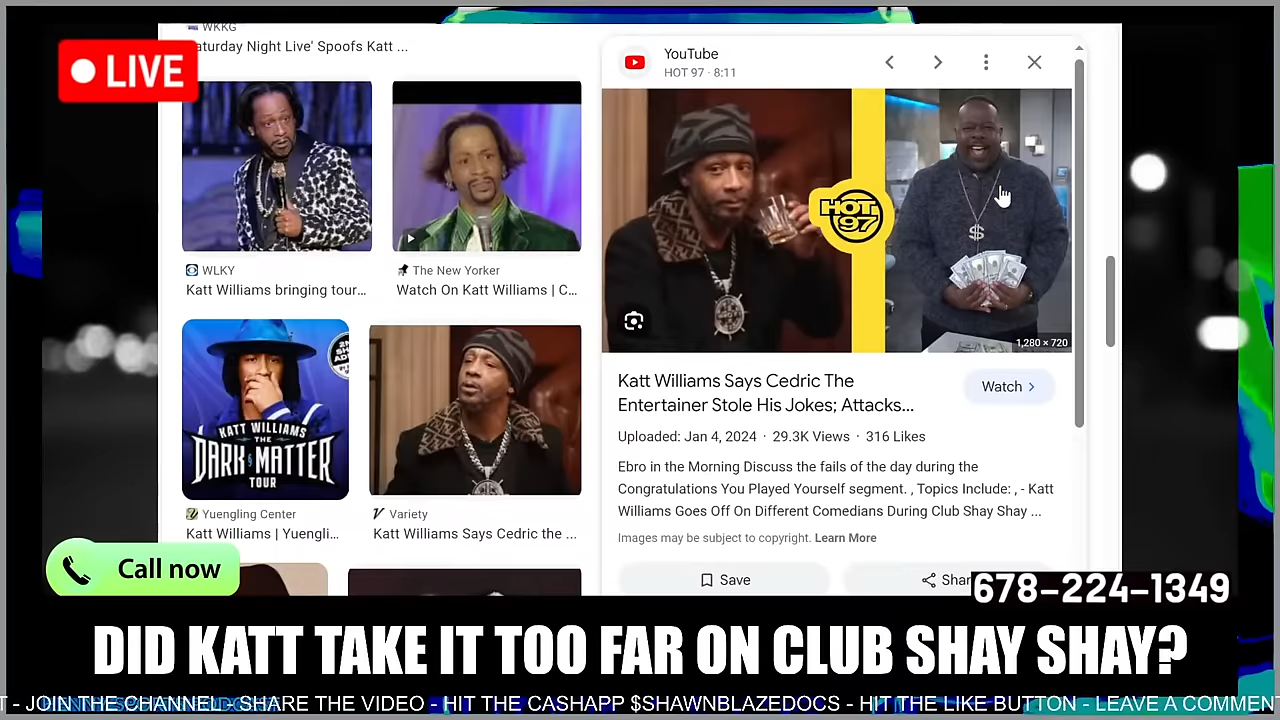 WKKG
aturday Night Live' Spoofs Katt ...
LIVE
YouTube
HOT 97 · 8:11
HOT
97
$
1,280 × 720
WLKY
Katt Williams bringing tour...
The New Yorker
Watch On Katt Williams | C...
KATT WILLIAMS
THE
DARK MATTER
TOUR
Yuengling Center
Katt Williams | Yuengli...
Variety
Katt Williams Says Cedric the ...
Katt Williams Says Cedric The
Entertainer Stole His Jokes; Attacks...
Watch
Uploaded: Jan 4, 2024 · 29.3K Views · 316 Likes
Ebro in the Morning Discuss the fails of the day during the
Congratulations You Played Yourself segment. , Topics Include: , - Katt
Williams Goes Off On Different Comedians During Club Shay Shay ...
Images may be subject to copyright. Learn More
Save
Shar
Call now
678-224-1349
DID KATT TAKE IT TOO FAR ON CLUB SHAY SHAY?
T - JOIN THE CHANNEL - SHARE THE VIDEO - HIT THE CASHAPP $SHAWNBLAZEDOCS - HIT THE LIKE BUTTON - LEAVE A COMMEN